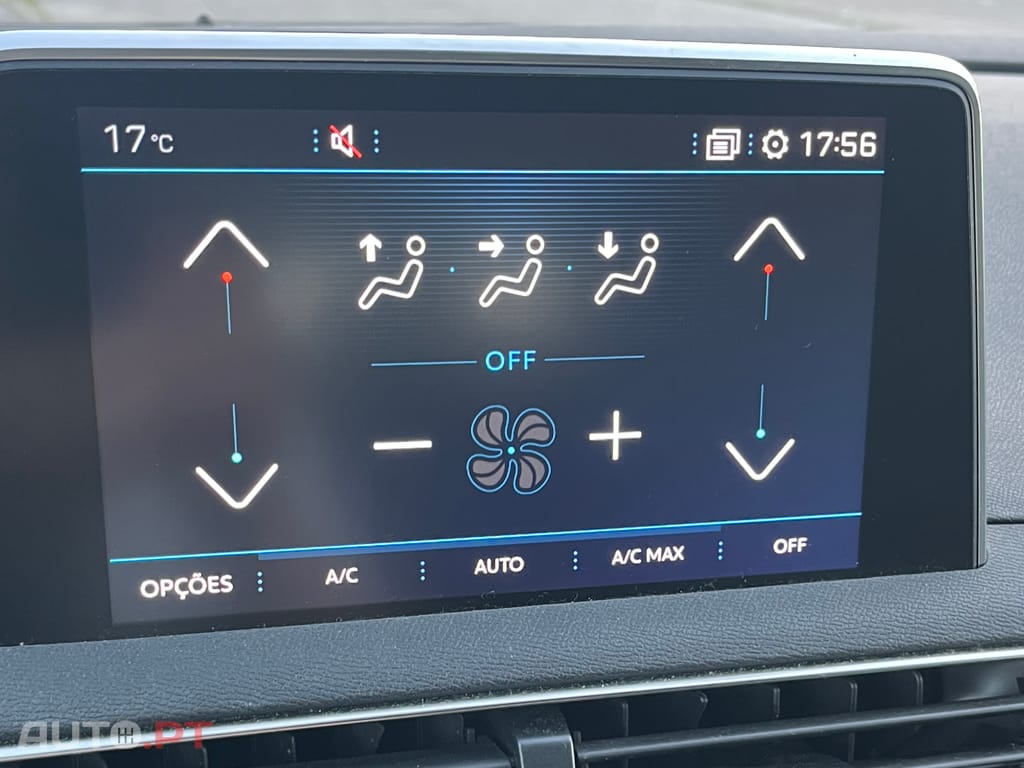 17°C
17:56
OFF
OPÇÕES
A/C
AUTO
A/C MAX
OFF
AUTO.PT